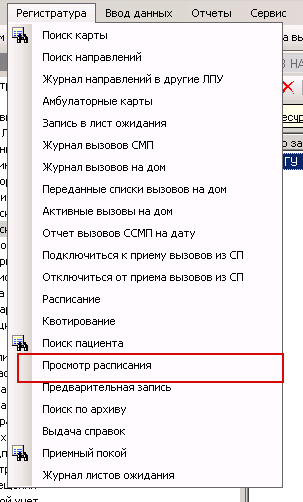 Регистратура Ввод данных Отчеты Сервис
Поиск карты
Поиск направлений
Журнал направлений в другие ЛПУ
Амбулаторные карты
Запись в лист ожидания
Журнал вызовов СМП
Журнал вызовов на дом
Переданные списки вызовов на дом
Активные вызовы на дом
Отчет вызовов ССМП на дату
Подключиться к приему вызовов из СП
Отключиться от приема вызовов из СП
Расписание
Квотирование
Поиск пациента
Просмотр расписания
Предварительная запись
Поиск по архиву
Выдача справок
Приемный покой
Журнал листов ожидания